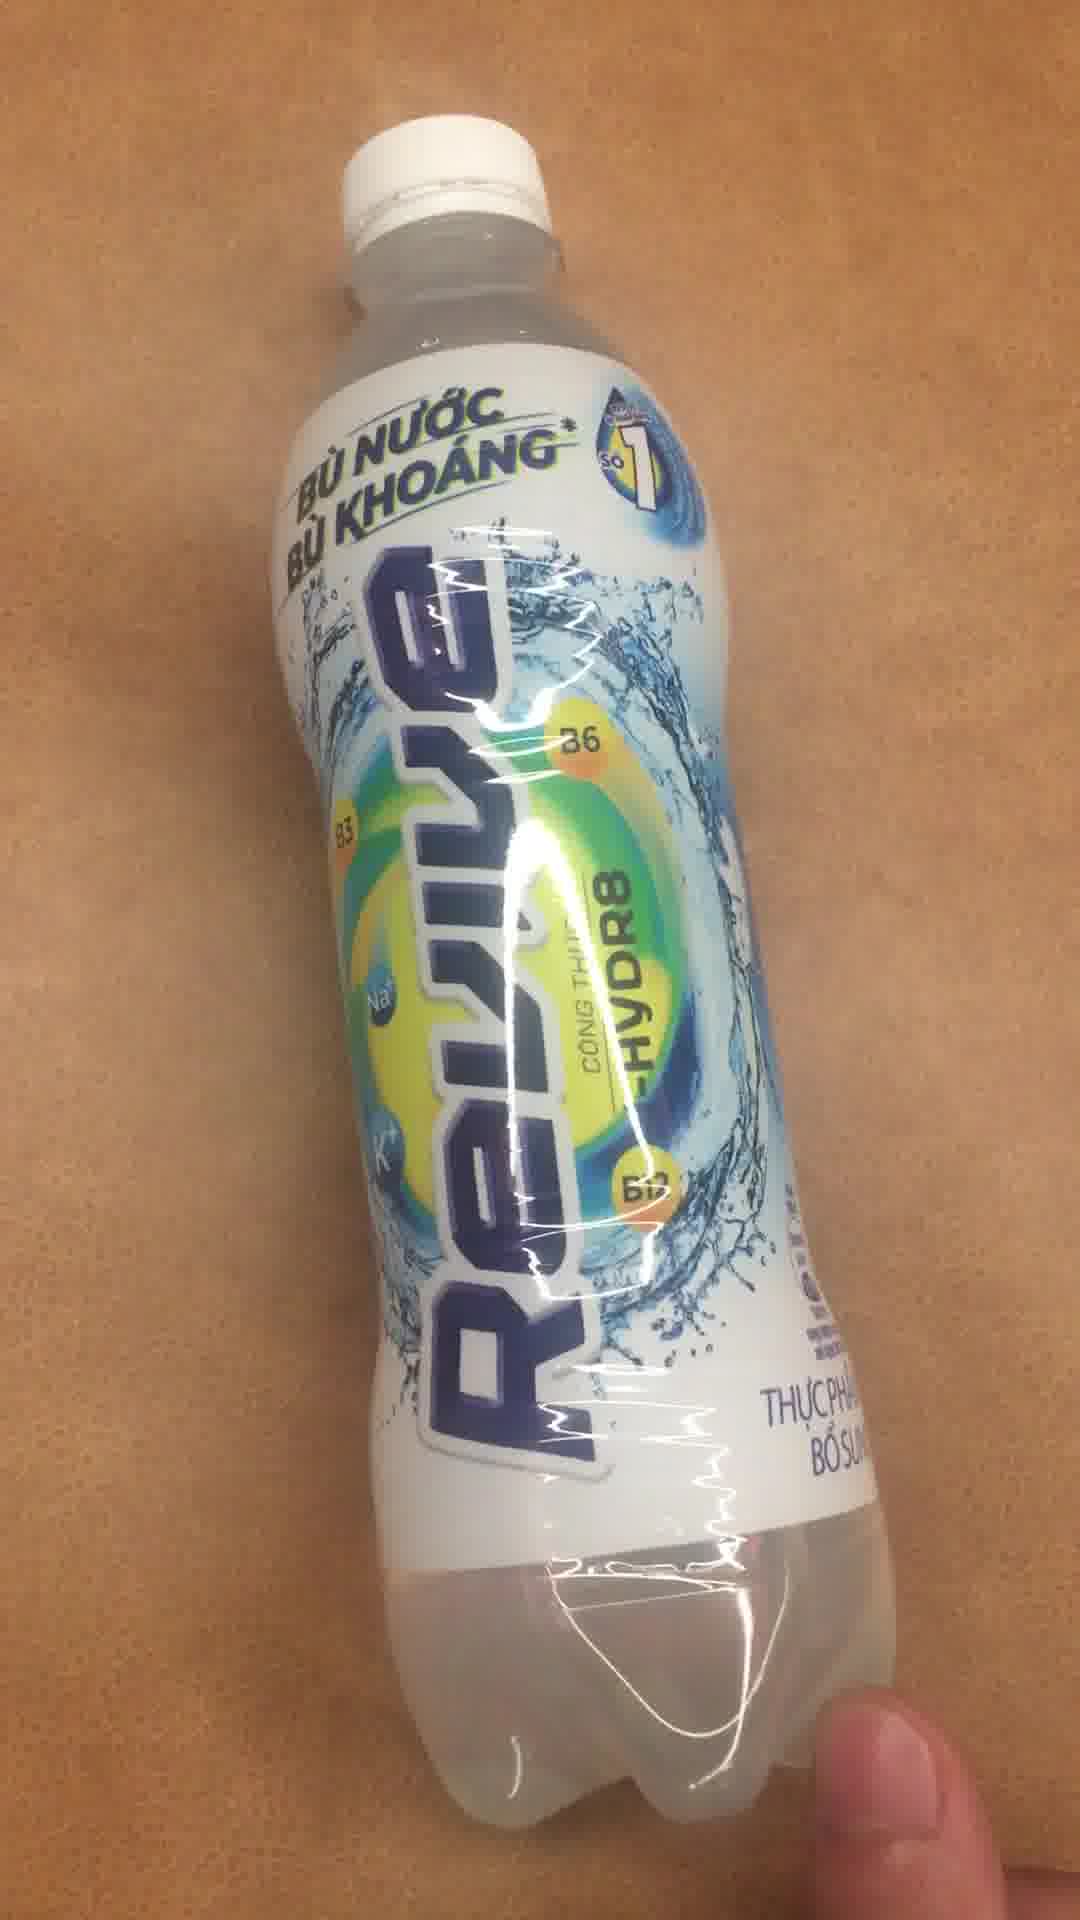 BÙ NƯỚC
BÙ KHOÁNG*
SỐ
1
Revive
B6
B3
CÔNG THỨC
-HYDR8
Na+
K+
B12
THỰC PHẨ
BỔ SUN